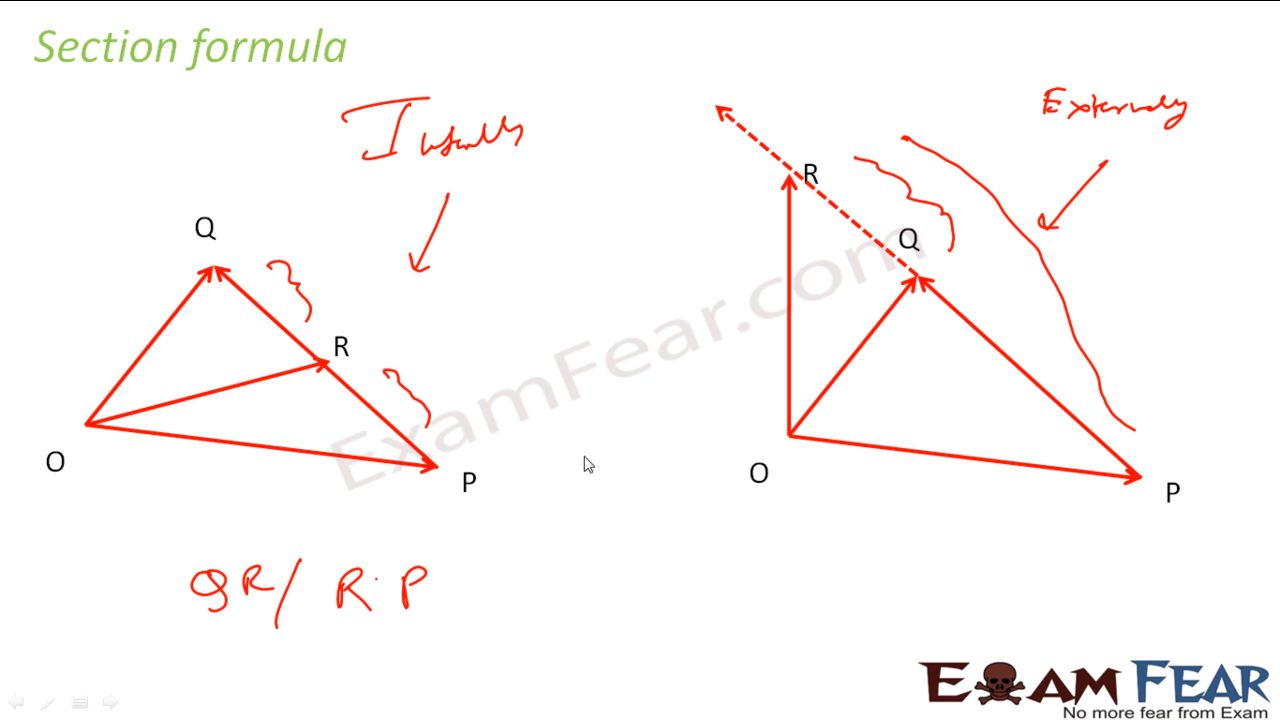 Section formula
Internally
Externally
R
Q
Q
R
O
P
O
P
QR/ R.P
ExamFear.com
EXAM FEAR
No more fear from Exam